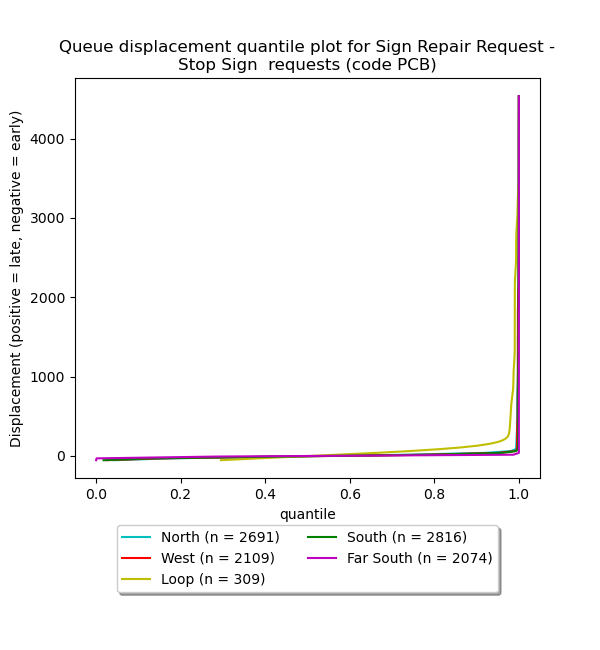 Queue displacement quantile plot for Sign Repair Request -
Stop Sign  requests (code PCB)
Displacement (positive = late, negative = early)
4000
3000
2000
1000
0
0.0 0.2 0.4 0.6 0.8 1.0
quantile
North (n = 2691)
West (n = 2109)
Loop (n = 309)
South (n = 2816)
Far South (n = 2074)